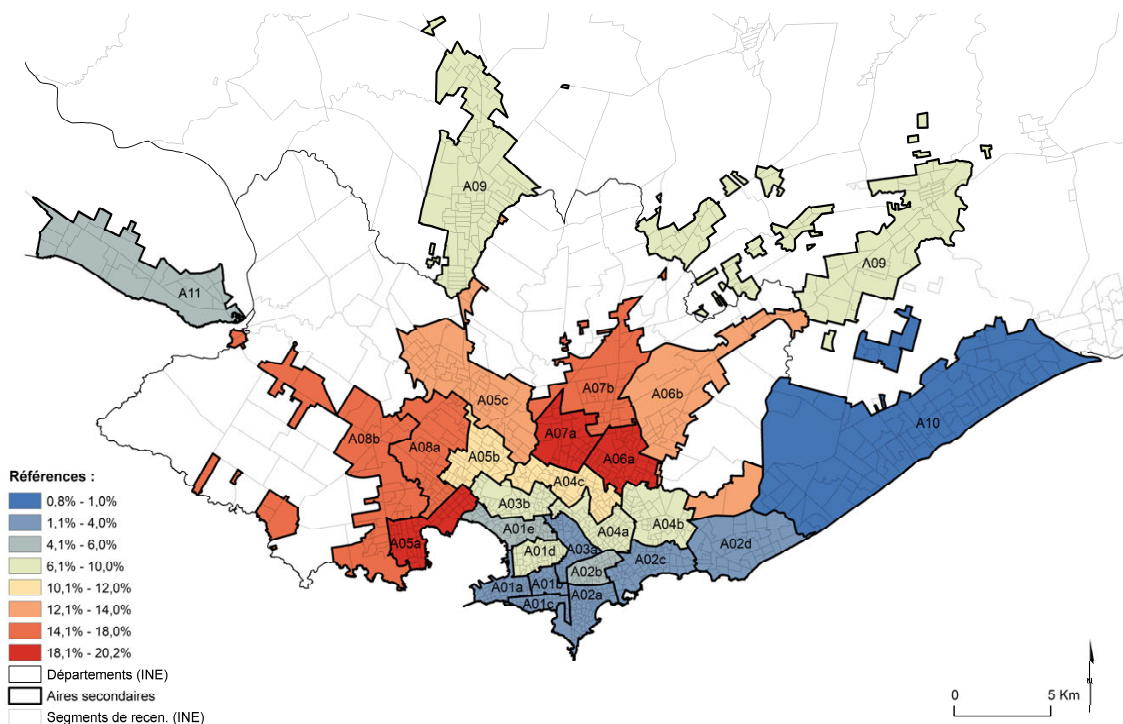 A09
A09
A11
A10
A05c
A07b
A06b
A07a
A06a
A08b
A08a
A05b
A04c
A03b
A04b
A01e
A04a
A05a
A01d
A03a
A02d
A02b
A02c
A01a
A01b
A01c
A02a
Références :
0.8% - 1.0%
1,1% - 4,0%
4,1% - 6,0%
6,1% - 10,0%
10,1% - 12,0%
12,1% - 14,0%
14,1% - 18,0%
18,1% - 20,2%
Départements (INE)
Aires secondaires
Segments de recen. (INE)
0 5 Km